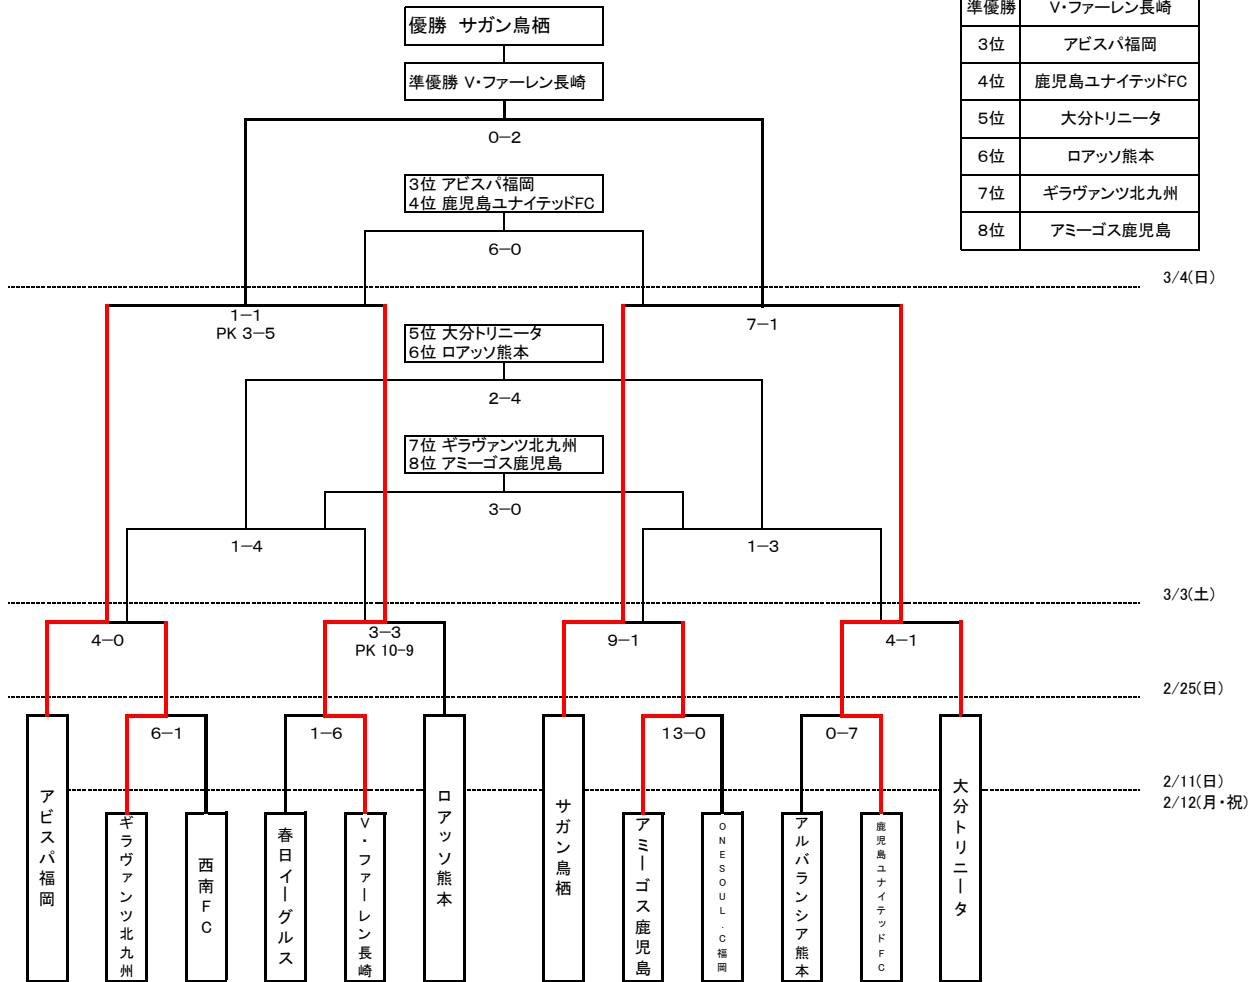 優勝 サガン鳥栖
準優勝 V・ファーレン長崎
0−2
3位 アビスパ福岡
4位 鹿児島ユナイテッドFC
6−0
準優勝 V・ファーレン長崎
3位 アビスパ福岡
4位 鹿児島ユナイテッドFC
5位 大分トリニータ
6位 ロアッソ熊本
7位 ギラヴァンツ北九州
8位 アミーゴス鹿児島
3/4(日)
1−1
PK 3−5
7−1
5位 大分トリニータ
6位 ロアッソ熊本
2−4
7位 ギラヴァンツ北九州
8位 アミーゴス鹿児島
3−0
1−4
1−3
3/3(土)
4−0
3−3
PK 10-9
9−1
4−1
2/25(日)
6−1
1−6
13−0
0−7
2/11(日)
2/12(月・祝)
アビスパ福岡
ギラヴァンツ北九州
西南FC
春日イーグルス
V・ファーレン長崎
ロアッソ熊本
サガン鳥栖
アミーゴス鹿児島
ONESOUL.C福岡
アルバランシア熊本
鹿児島ユナイテッドFC
大分トリニータ